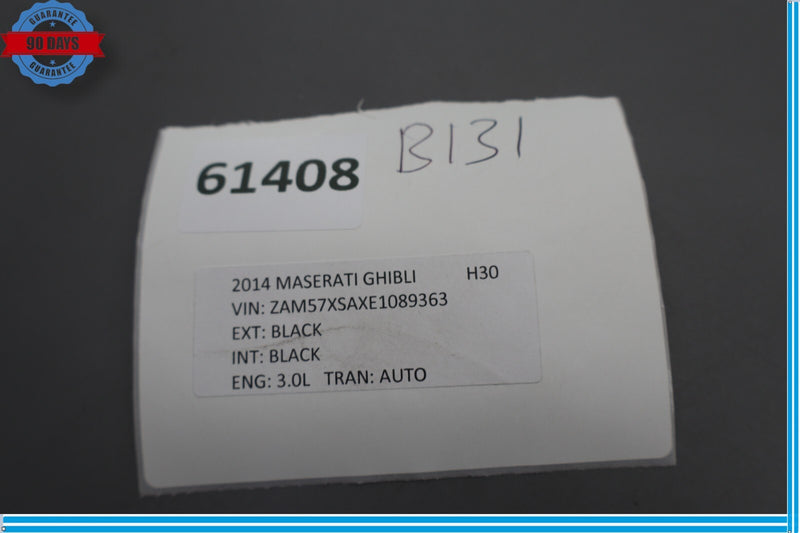 GUARANTEE
90 DAYS
GUARANTEE
B131
61408
2014 MASERATI GHIBLI H30
VIN: ZAM57XSAXE1089363
EXT: BLACK
INT: BLACK
ENG: 3.0L TRAN: AUTO